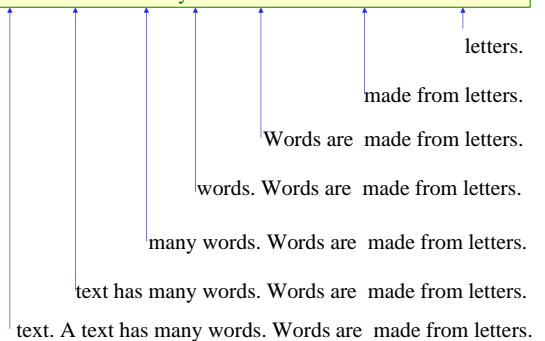 letters.
made from letters.
Words are  made from letters.
words. Words are  made from letters.
many words. Words are  made from letters.
text has many words. Words are  made from letters.
text. A text has many words. Words are  made from letters.